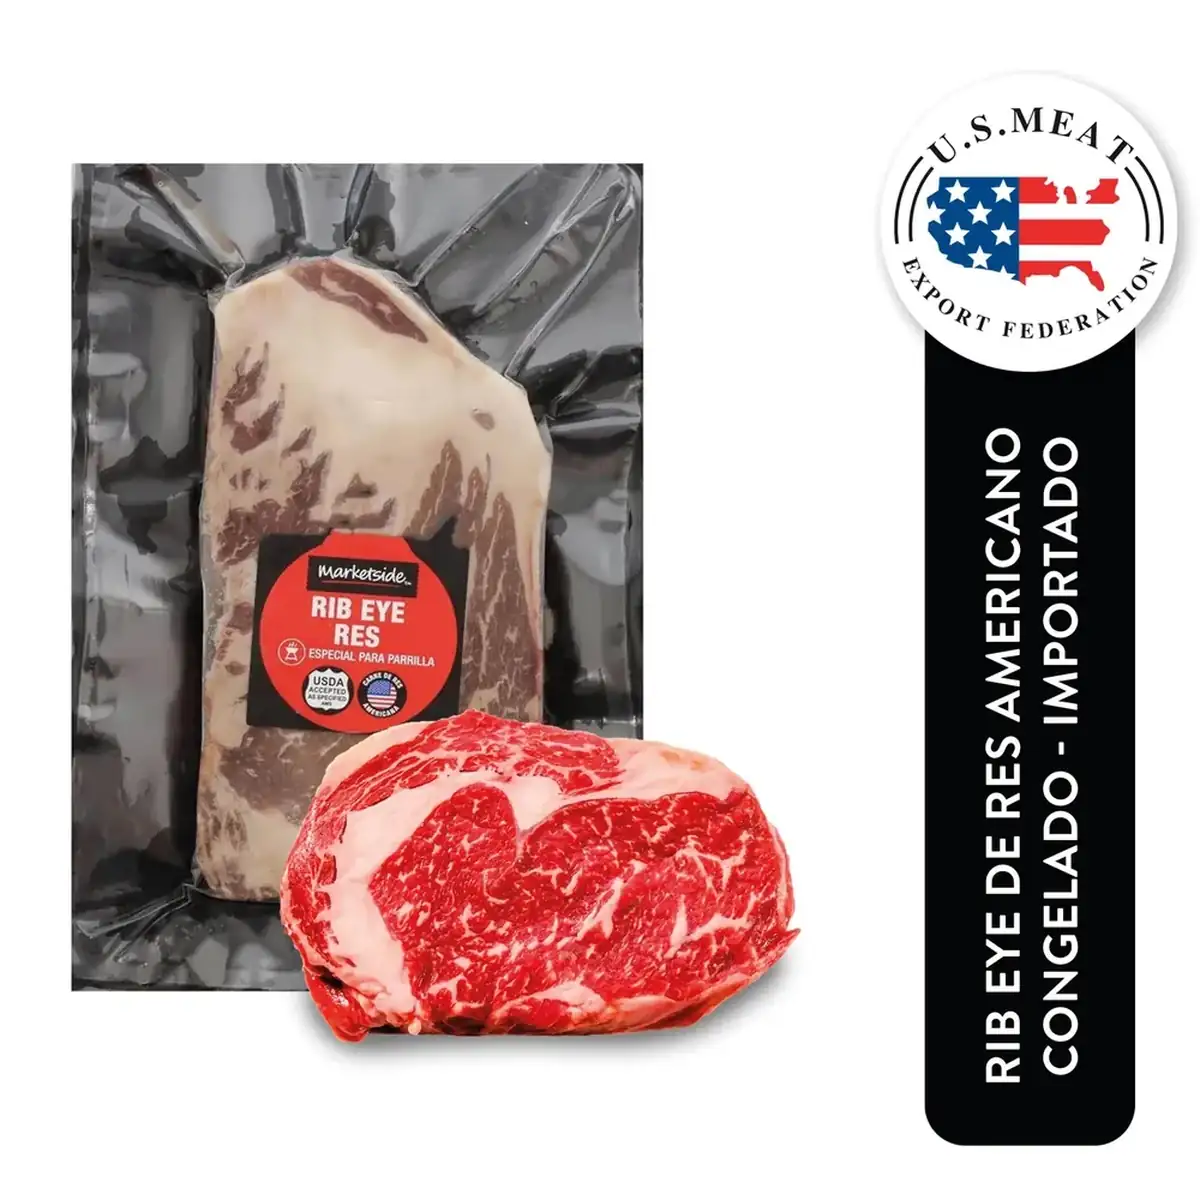 marketside
RIB EYE
RES
ESPECIAL PARA PARRILLA
USDA
ACCEPTED
AS SPECIFIED
AMS
CARNE DE RES
AMERICANA
U.S.MEAT
EXPORT FEDERATION
RIB EYE DE RES AMERICANO
CONGELADO - IMPORTADO